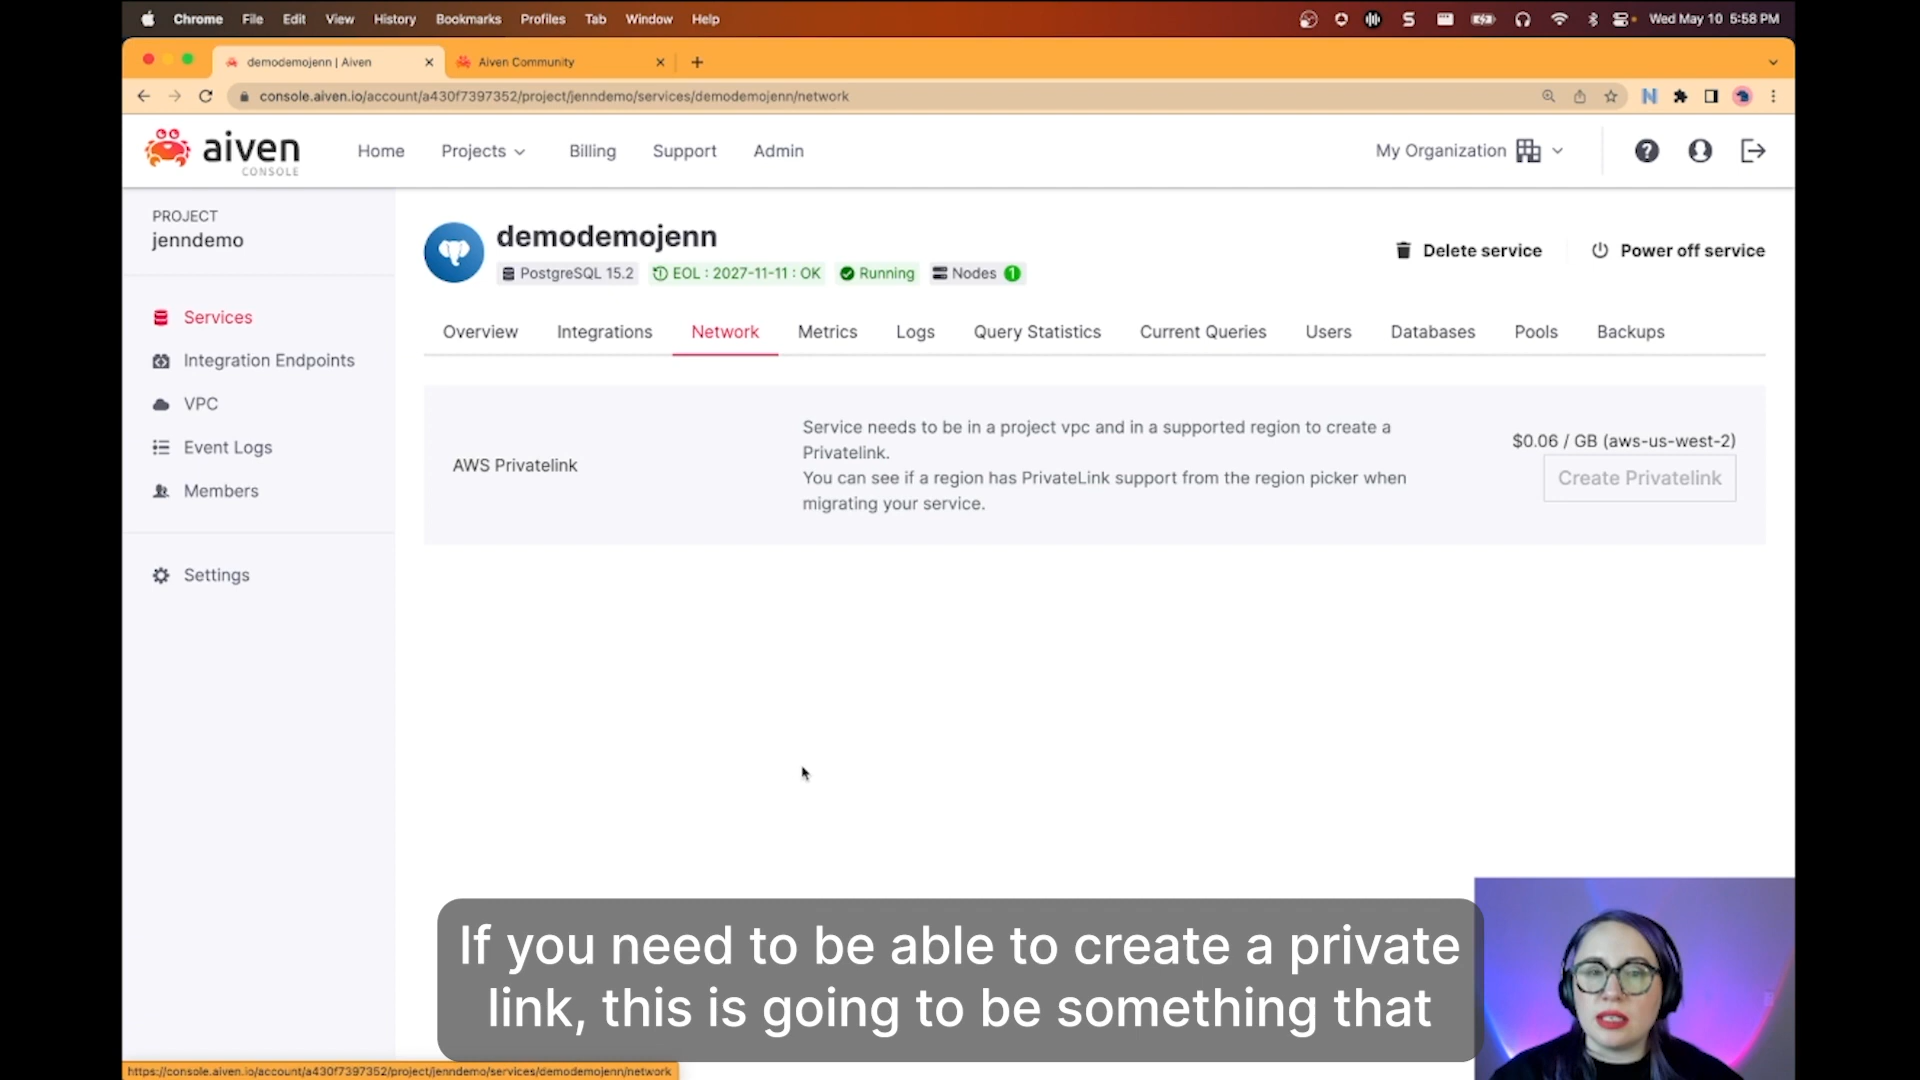 Chrome File Edit View History Bookmarks Profiles Tab Window Help Wed May 10 5:58 PM
demodemojenn | Aiven Aiven Community
console.aiven.io/account/a430f7397352/project/jenndemo/services/demodemojenn/network
aiven
CONSOLE
Home Projects Billing Support Admin My Organization
PROJECT
jenndemo
Services
Integration Endpoints
VPC
Event Logs
Members
Settings
demodemojenn
PostgreSQL 15.2 EOL : 2027-11-11 : OK Running Nodes 1
Delete service Power off service
Overview Integrations Network Metrics Logs Query Statistics Current Queries Users Databases Pools Backups
AWS Privatelink
Service needs to be in a project vpc and in a supported region to create a
Privatelink.
You can see if a region has PrivateLink support from the region picker when
migrating your service.
$0.06 / GB (aws-us-west-2)
Create Privatelink
If you need to be able to create a private
link, this is going to be something that
https://console.aiven.io/account/a430f7397352/project/jenndemo/services/demodemojenn/network